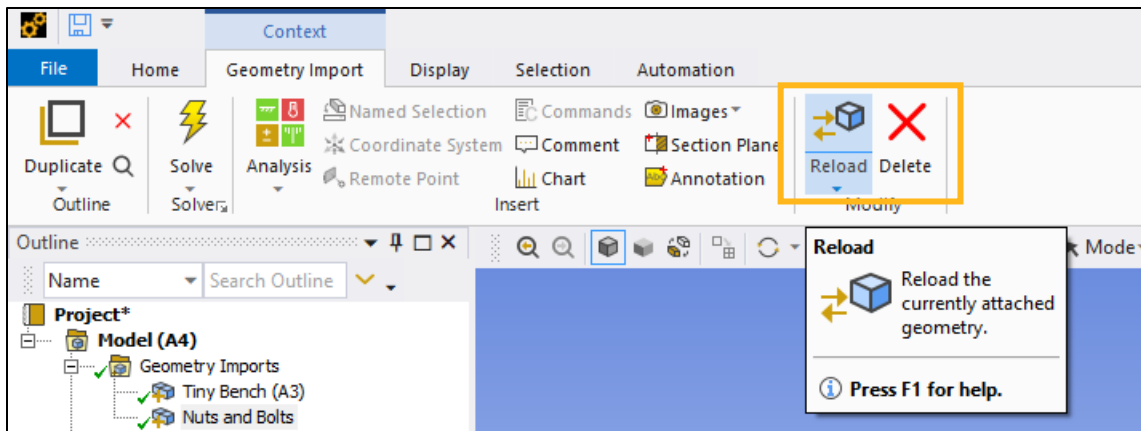 Context
File Home Geometry Import Display Selection Automation
Named Selection Commands Images
Coordinate System Comment Section Plane
Remote Point Chart Annotation
Duplicate Solve Analysis Reload Delete
Outline Solvers Insert Modify
Outline
Name Search Outline
Mode
Project*
Model (A4)
Geometry Imports
Tiny Bench (A3)
Nuts and Bolts
Reload
Reload the
currently attached
geometry.
Press F1 for help.